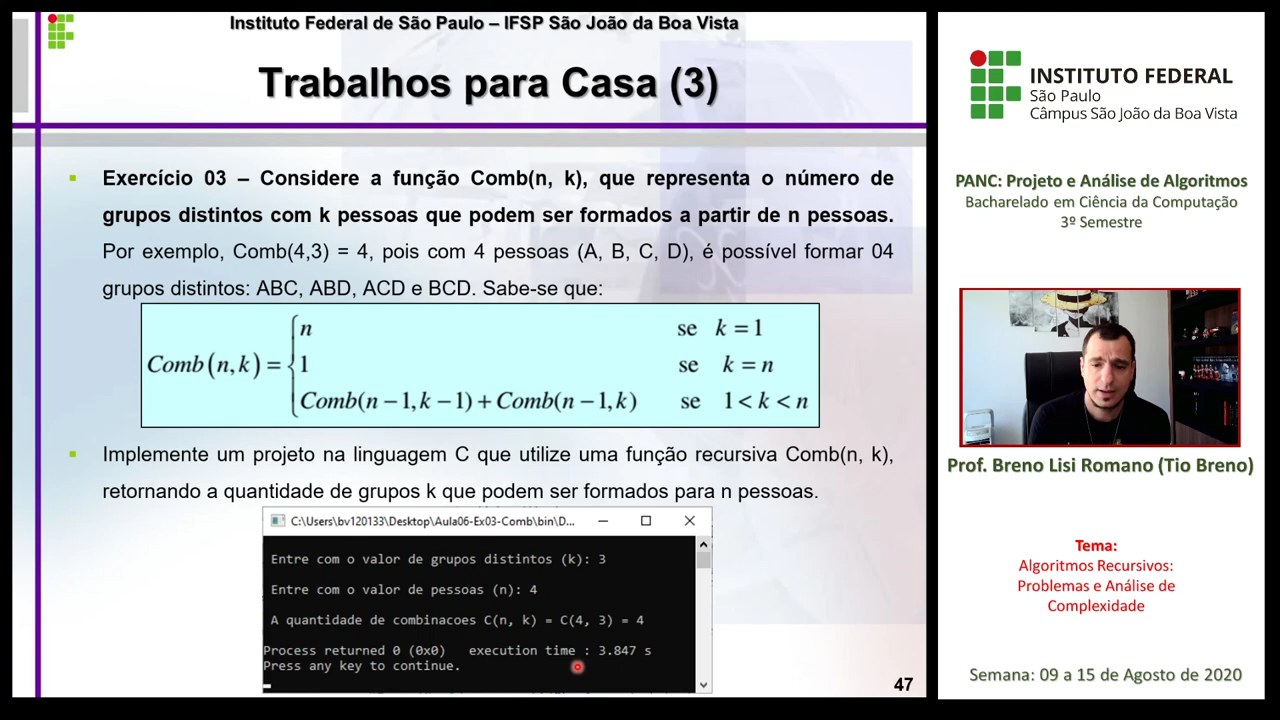 Instituto Federal de São Paulo – IFSP São João da Boa Vista
Trabalhos para Casa (3)
Exercício 03 – Considere a função Comb(n, k), que representa o número de
grupos distintos com k pessoas que podem ser formados a partir de n pessoas.
Por exemplo, Comb(4,3) = 4, pois com 4 pessoas (A, B, C, D), é possível formar 04
grupos distintos: ABC, ABD, ACD e BCD. Sabe-se que:
n se k = 1
Comb(n,k) = 1 se k = n
Comb(n−1,k−1)+Comb(n−1,k) se 1<k<n
Implemente um projeto na linguagem C que utilize uma função recursiva Comb(n, k),
retornando a quantidade de grupos k que podem ser formados para n pessoas.
C:\Users\bv120133\Desktop\Aula06-Ex03-Comb\bin\D...
Entre com o valor de grupos distintos (k): 3
Entre com o valor de pessoas (n): 4
A quantidade de combinacoes C(n, k) = C(4, 3) = 4
Process returned 0 (0x0) execution time : 3.847 s
Press any key to continue.
47
INSTITUTO FEDERAL
São Paulo
Câmpus São João da Boa Vista
PANC: Projeto e Análise de Algoritmos
Bacharelado em Ciência da Computação
3º Semestre
Prof. Breno Lisi Romano (Tio Breno)
Tema:
Algoritmos Recursivos:
Problemas e Análise de
Complexidade
Semana: 09 a 15 de Agosto de 2020